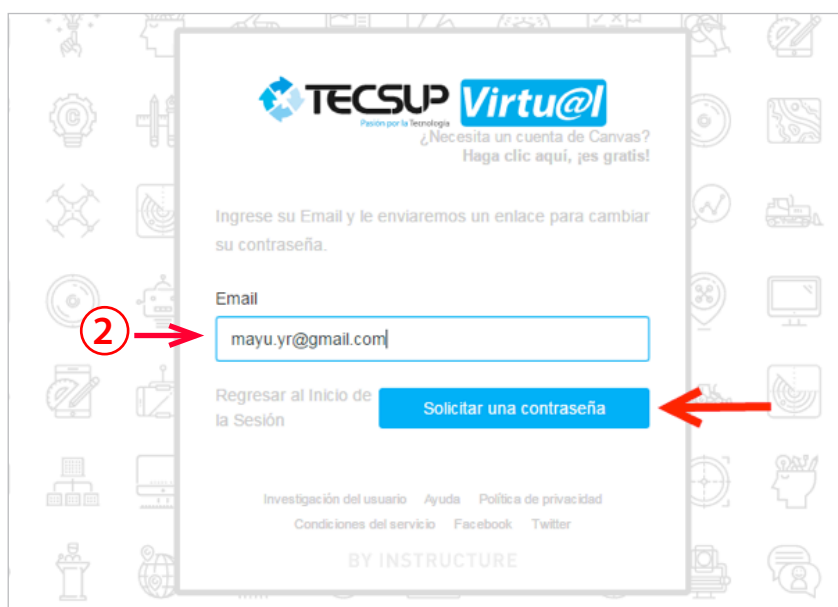 TECSUP Virtu@l
Pasión por la Tecnología
¿Necesita un cuenta de Canvas?
Haga clic aquí, ¡es gratis!
Ingrese su Email y le enviaremos un enlace para cambiar
su contraseña.
Email
2
mayu.yr@gmail.com
Regresar al Inicio de
la Sesión
Solicitar una contraseña
Investigación del usuario Ayuda Política de privacidad
Condiciones del servicio Facebook Twitter
BY INSTRUCTURE